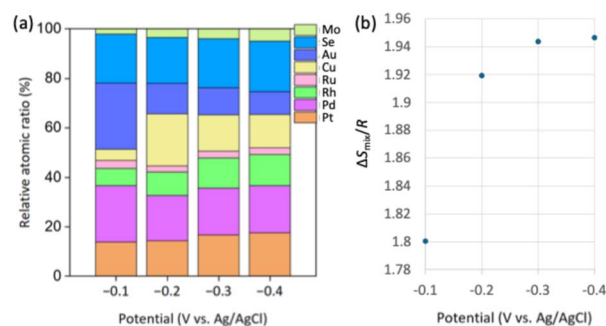 (a)
Relative atomic ratio (%)
100
80
60
40
20
0
Mo
Se
Au
Cu
Ru
Rh
Pd
Pt
−0.1 −0.2 −0.3 −0.4
Potential (V vs. Ag/AgCl)
(b)
ΔSmix/R
1.96
1.94
1.92
1.9
1.88
1.86
1.84
1.82
1.8
1.78
-0.1 -0.2 -0.3 -0.4
Potential (V vs. Ag/AgCl)